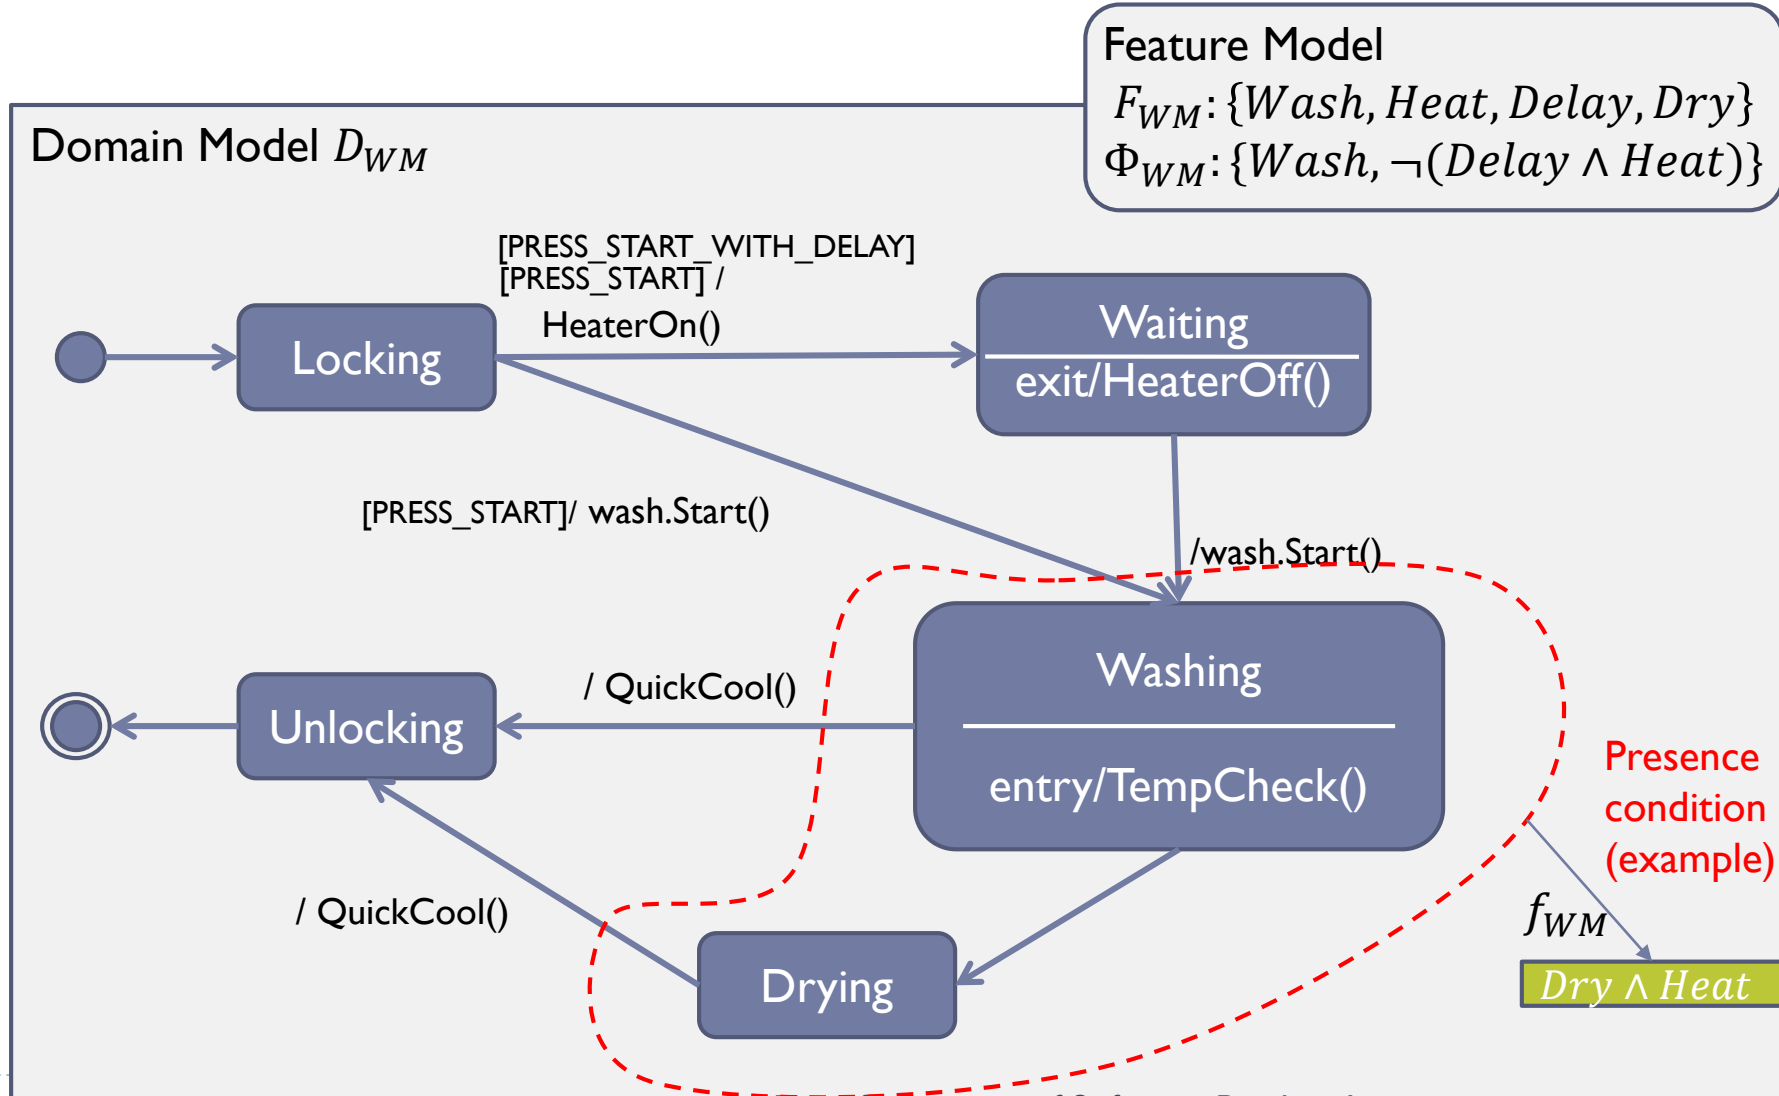 Feature Model
F_WM: {Wash, Heat, Delay, Dry}
Φ_WM: {Wash, ¬(Delay ∧ Heat)}
Domain Model D_WM
[PRESS_START_WITH_DELAY]
[PRESS_START] /
HeaterOn()
Locking
Waiting
exit/HeaterOff()
[PRESS_START]/ wash.Start()
/wash.Start()
Washing
entry/TempCheck()
/ QuickCool()
Unlocking
/ QuickCool()
Drying
Presence
condition
(example)
f_WM
Dry ∧ Heat